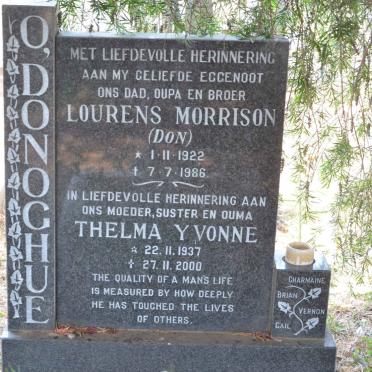 O,DONOGHUE
MET LIEFDEVOLLE HERINNERING
AAN MY GELIEFDE EGGENOOT
ONS DAD, OUPA EN BROER
LOURENS MORRISON
(DON)
* 1·11·1922
† 7·7·1986
IN LIEFDEVOLLE HERINNERING AAN
ONS MOEDER, SUSTER EN OUMA
THELMA YVONNE
* 22.11.1937
† 27.11.2000
THE QUALITY OF A MANS LIFE
IS MEASURED BY HOW DEEPLY
HE HAS TOUCHED THE LIVES
OF OTHERS.
CHARMAINE
BRIAN
VERNON
GAIL